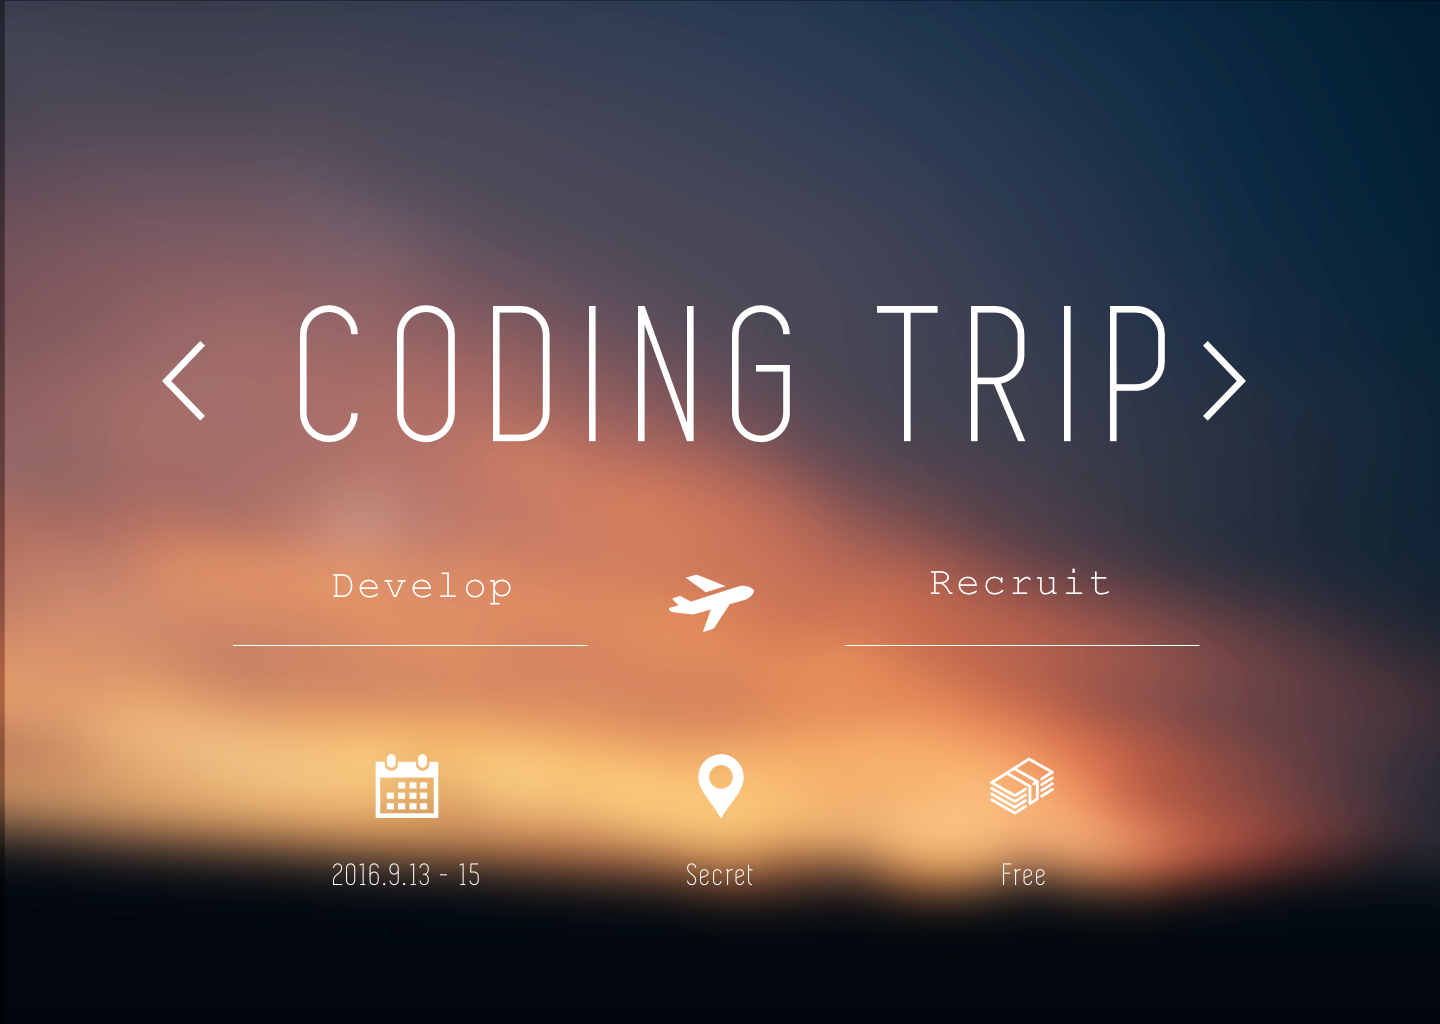 < CODING TRIP>
Develop
Recruit
2016.9.13 - 15
Secret
Free